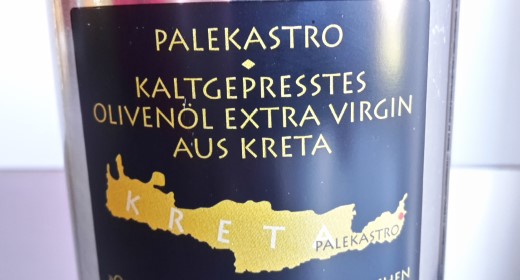 PALEKASTRO
KALTGEPRESSTES
OLIVENÖL EXTRA VIRGIN
AUS KRETA
KRETA
PALEKASTRO